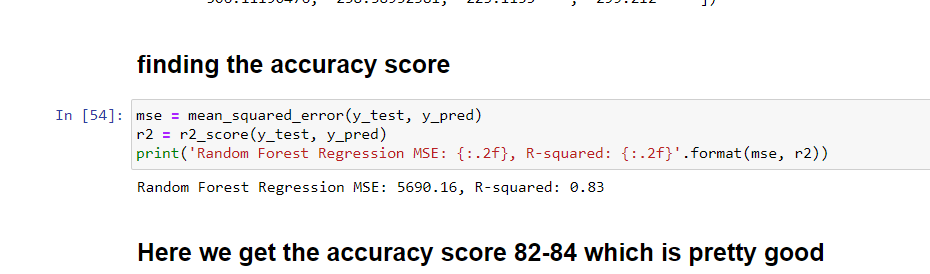 finding the accuracy score
In [54]: mse = mean_squared_error(y_test, y_pred)
r2 = r2_score(y_test, y_pred)
print('Random Forest Regression MSE: {:.2f}, R-squared: {:.2f}'.format(mse, r2))
Random Forest Regression MSE: 5690.16, R-squared: 0.83
Here we get the accuracy score 82-84 which is pretty good